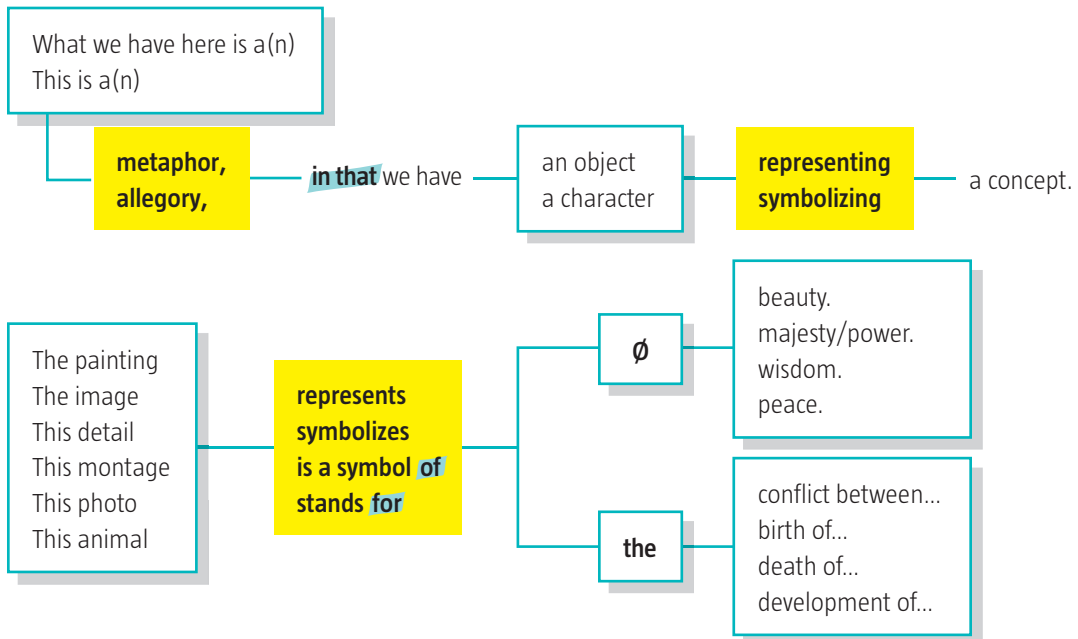 What we have here is a(n)
This is a(n)
metaphor,
allegory,
in that we have
an object
a character
representing
symbolizing
a concept.
The painting
The image
This detail
This montage
This photo
This animal
represents
symbolizes
is a symbol of
stands for
Ø
beauty.
majesty/power.
wisdom.
peace.
the
conflict between...
birth of...
death of...
development of...